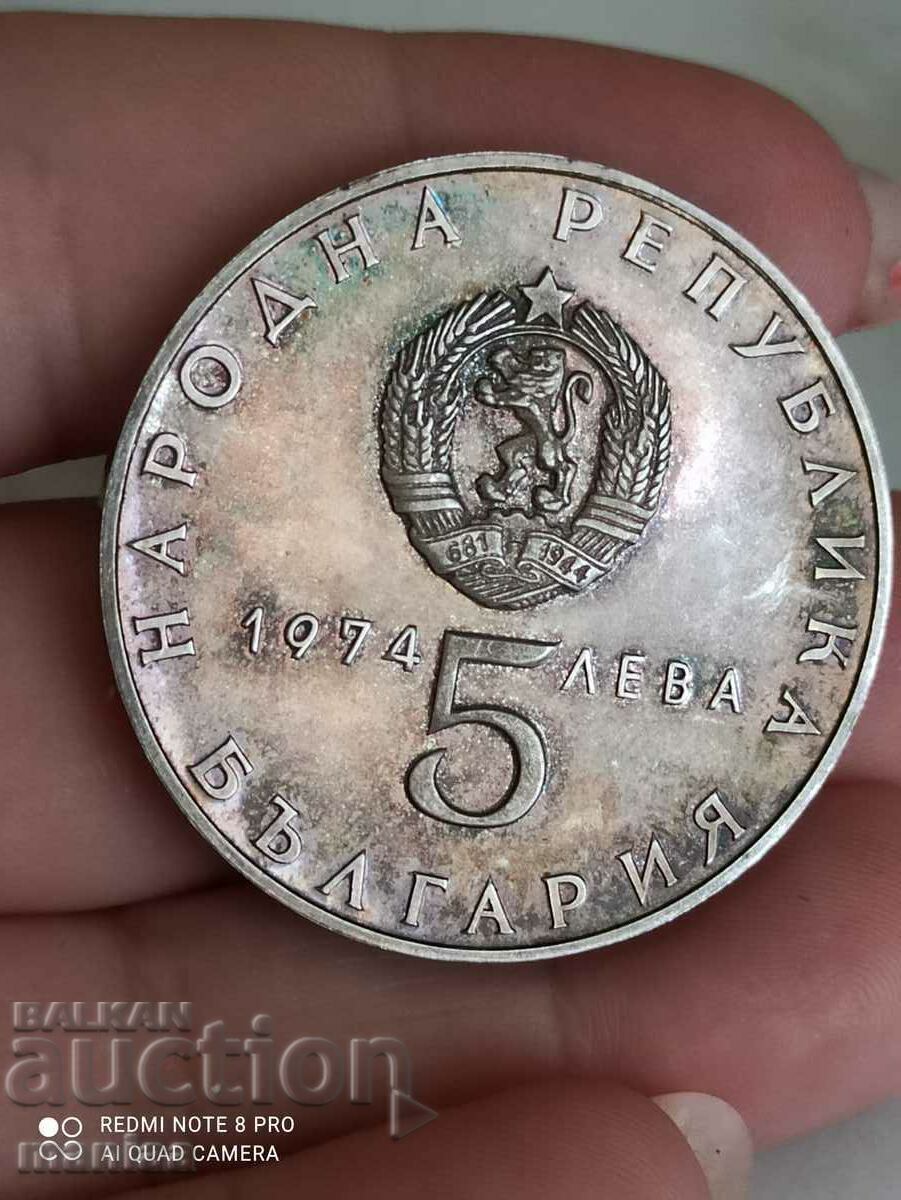 НАРОДНА РЕПУБЛИКА
681 1944
1974 5 ЛЕВА
БЪЛГАРИЯ
BALKAN
auction
REDMI NOTE 8 PRO
AI QUAD CAMERA